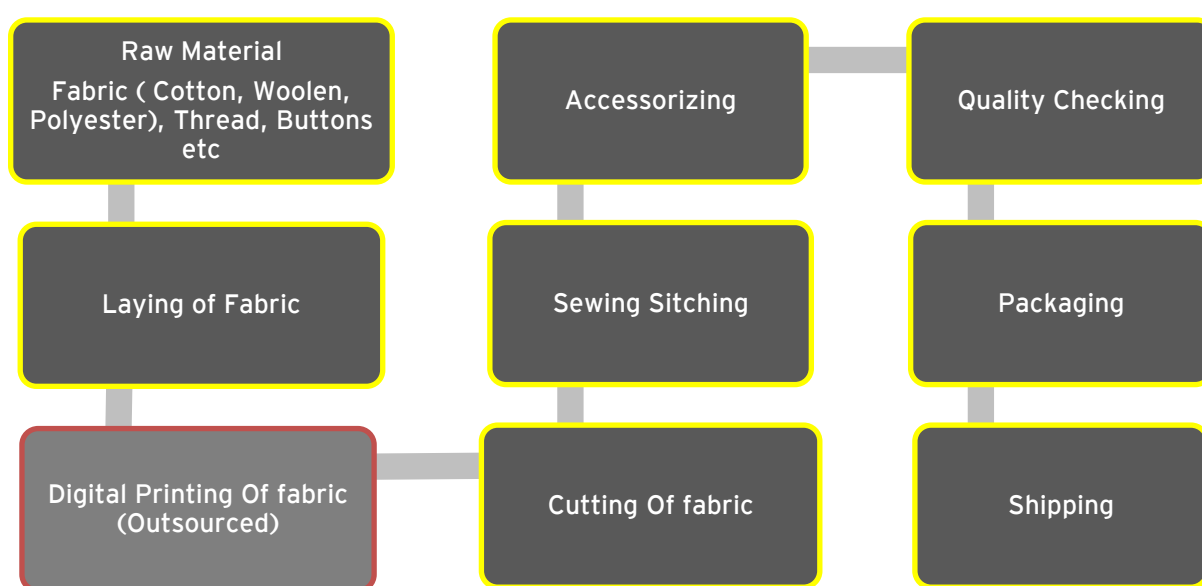 Raw Material
Fabric ( Cotton, Woolen,
Polyester), Thread, Buttons
etc
Laying of Fabric
Digital Printing Of fabric
(Outsourced)
Cutting Of fabric
Sewing Sitching
Accessorizing
Quality Checking
Packaging
Shipping